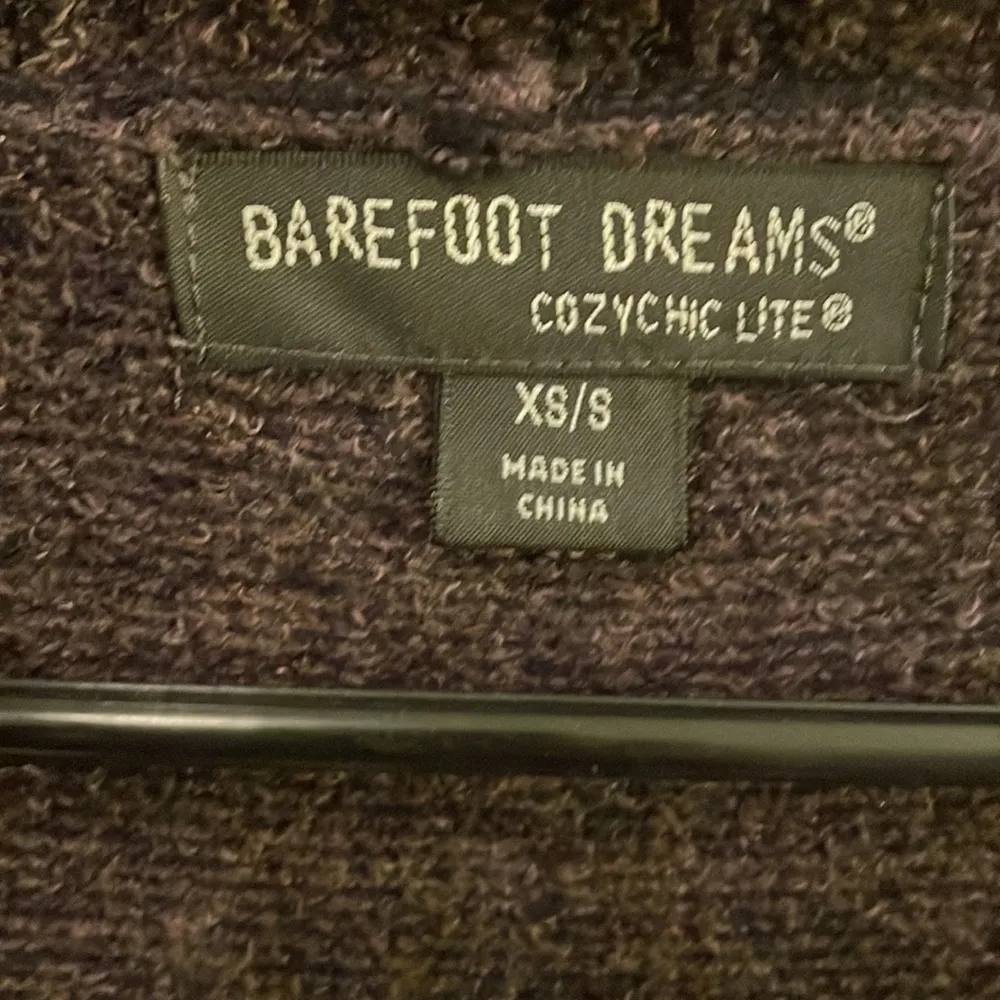 BAREFOOT DREAMS®
COZYCHIC LITE®
XS/S
MADE IN
CHINA